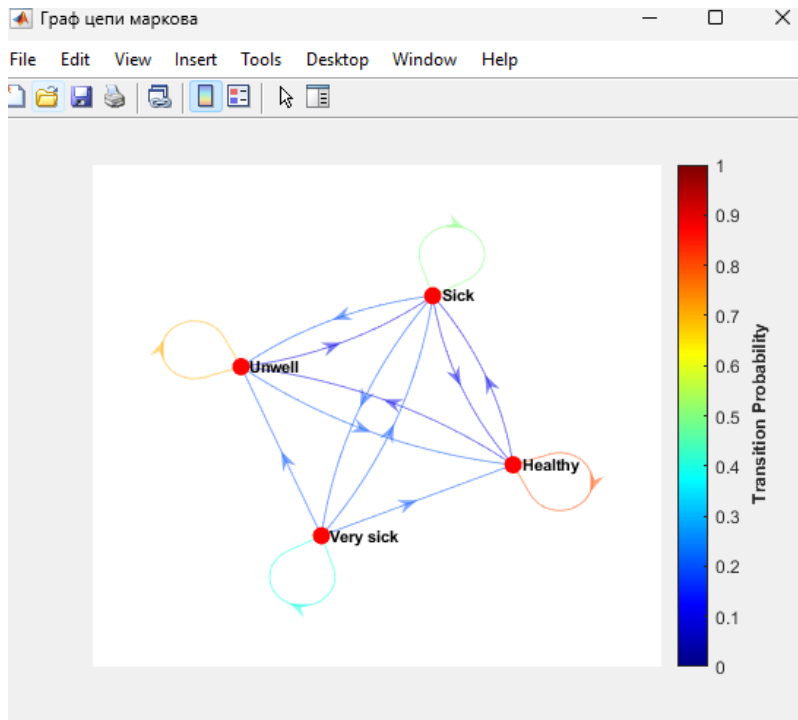 Граф цепи маркова
File Edit View Insert Tools Desktop Window Help
Sick
Unwell
Healthy
Very sick
1
0.9
0.8
0.7
0.6
0.5
0.4
0.3
0.2
0.1
0
Transition Probability